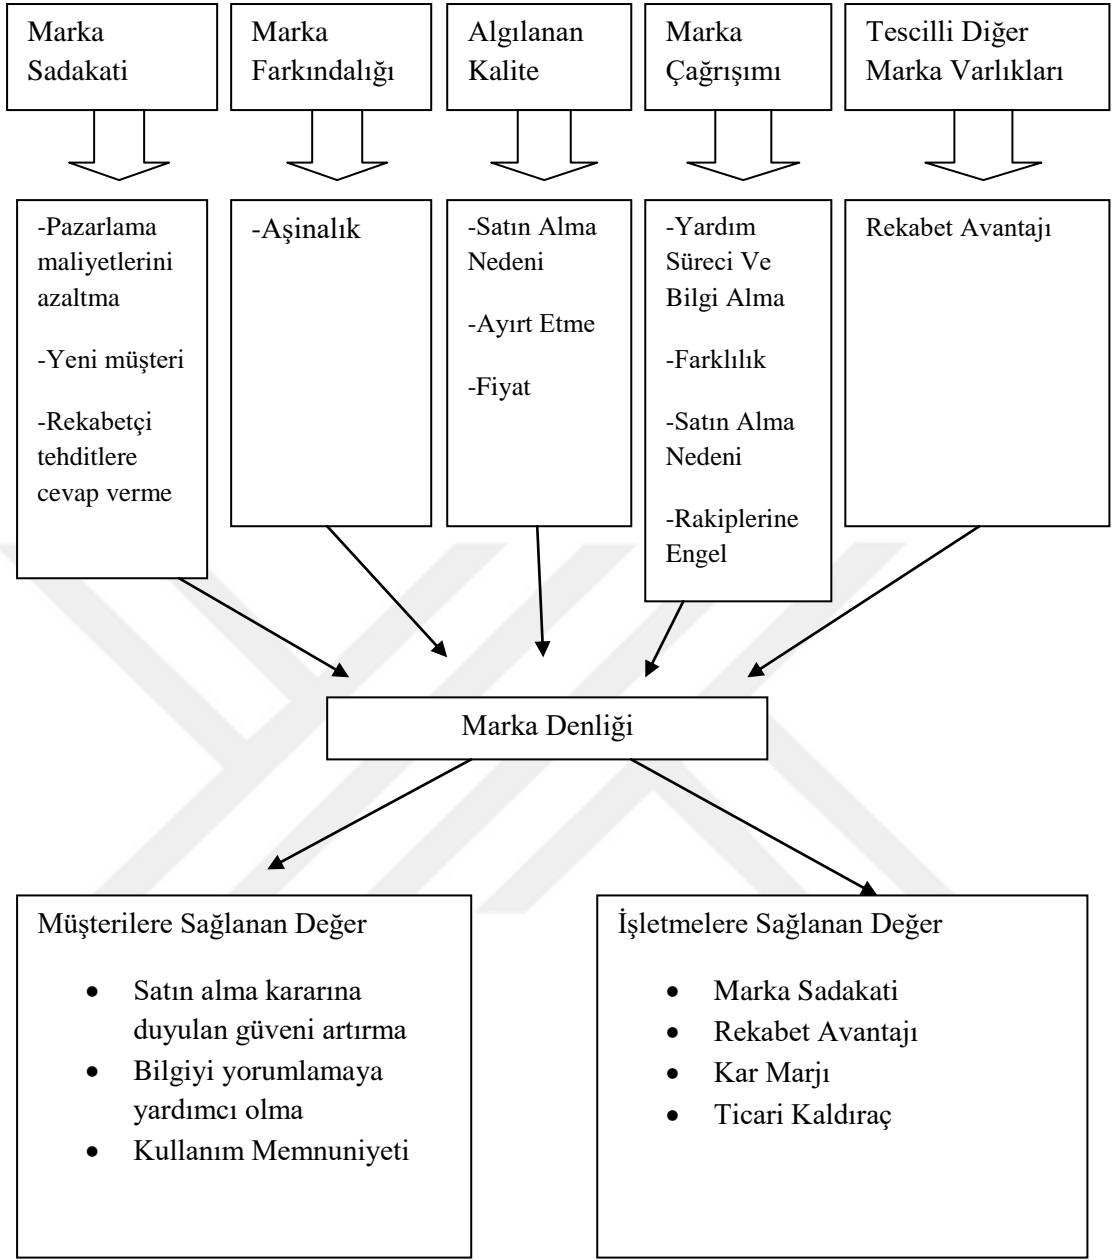 Marka
Sadakati
Marka
Farkındalığı
Algılanan
Kalite
Marka
Çağrışımı
Tescilli Diğer
Marka Varlıkları
-Pazarlama
maliyetlerini
azaltma
-Yeni müşteri
-Rekabetçi
tehditlere
cevap verme
-Aşinalık
-Satın Alma
Nedeni
-Ayırt Etme
-Fiyat
-Yardım
Süreci Ve
Bilgi Alma
-Farklılık
-Satın Alma
Nedeni
-Rakiplerine
Engel
Rekabet Avantajı
Marka Denliği
Müşterilere Sağlanan Değer
• Satın alma kararına
duyulan güveni artırma
• Bilgiyi yorumlamaya
yardımcı olma
• Kullanım Memnuniyeti
İşletmelere Sağlanan Değer
• Marka Sadakati
• Rekabet Avantajı
• Kar Marjı
• Ticari Kaldıraç